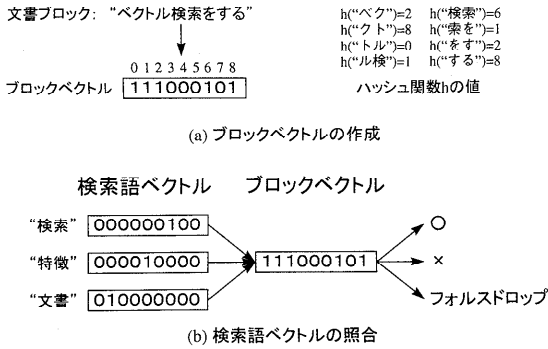 文書ブロック: “ベクトル検索をする”
0 1 2 3 4 5 6 7 8
ブロックベクトル 111000101
h(“ベク”)=2 h(“検索”)=6
h(“クト”)=8 h(“索を”)=1
h(“トル”)=0 h(“をす”)=2
h(“ル検”)=1 h(“する”)=8
ハッシュ関数hの値
(a) ブロックベクトルの作成
検索語ベクトル ブロックベクトル
“検索” 000000100 ○
“特徴” 000010000 111000101 ×
“文書” 010000000 フォルスドロップ
(b) 検索語ベクトルの照合